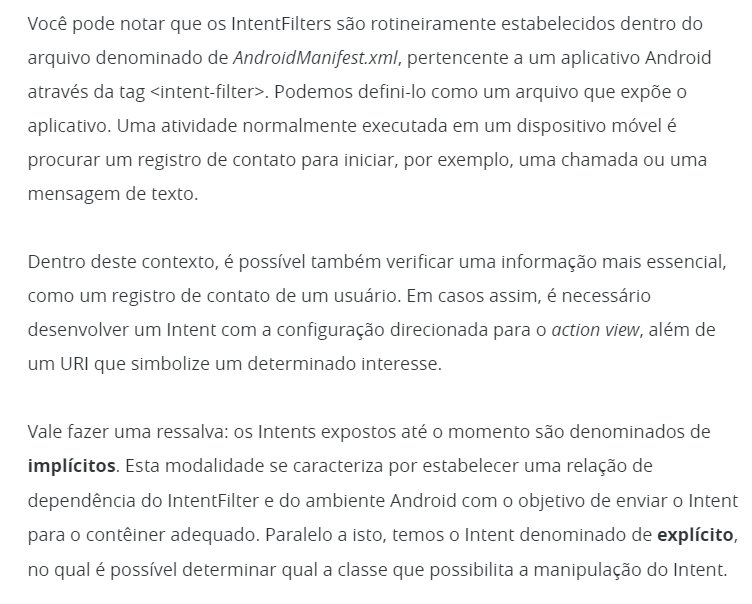 Você pode notar que os IntentFilters são rotineiramente estabelecidos dentro do
arquivo denominado de AndroidManifest.xml, pertencente a um aplicativo Android
através da tag <intent-filter>. Podemos defini-lo como um arquivo que expõe o
aplicativo. Uma atividade normalmente executada em um dispositivo móvel é
procurar um registro de contato para iniciar, por exemplo, uma chamada ou uma
mensagem de texto.
Dentro deste contexto, é possível também verificar uma informação mais essencial,
como um registro de contato de um usuário. Em casos assim, é necessário
desenvolver um Intent com a configuração direcionada para o action view, além de
um URI que simbolize um determinado interesse.
Vale fazer uma ressalva: os Intents expostos até o momento são denominados de
implícitos. Esta modalidade se caracteriza por estabelecer uma relação de
dependência do IntentFilter e do ambiente Android com o objetivo de enviar o Intent
para o contêiner adequado. Paralelo a isto, temos o Intent denominado de explícito,
no qual é possível determinar qual a classe que possibilita a manipulação do Intent.